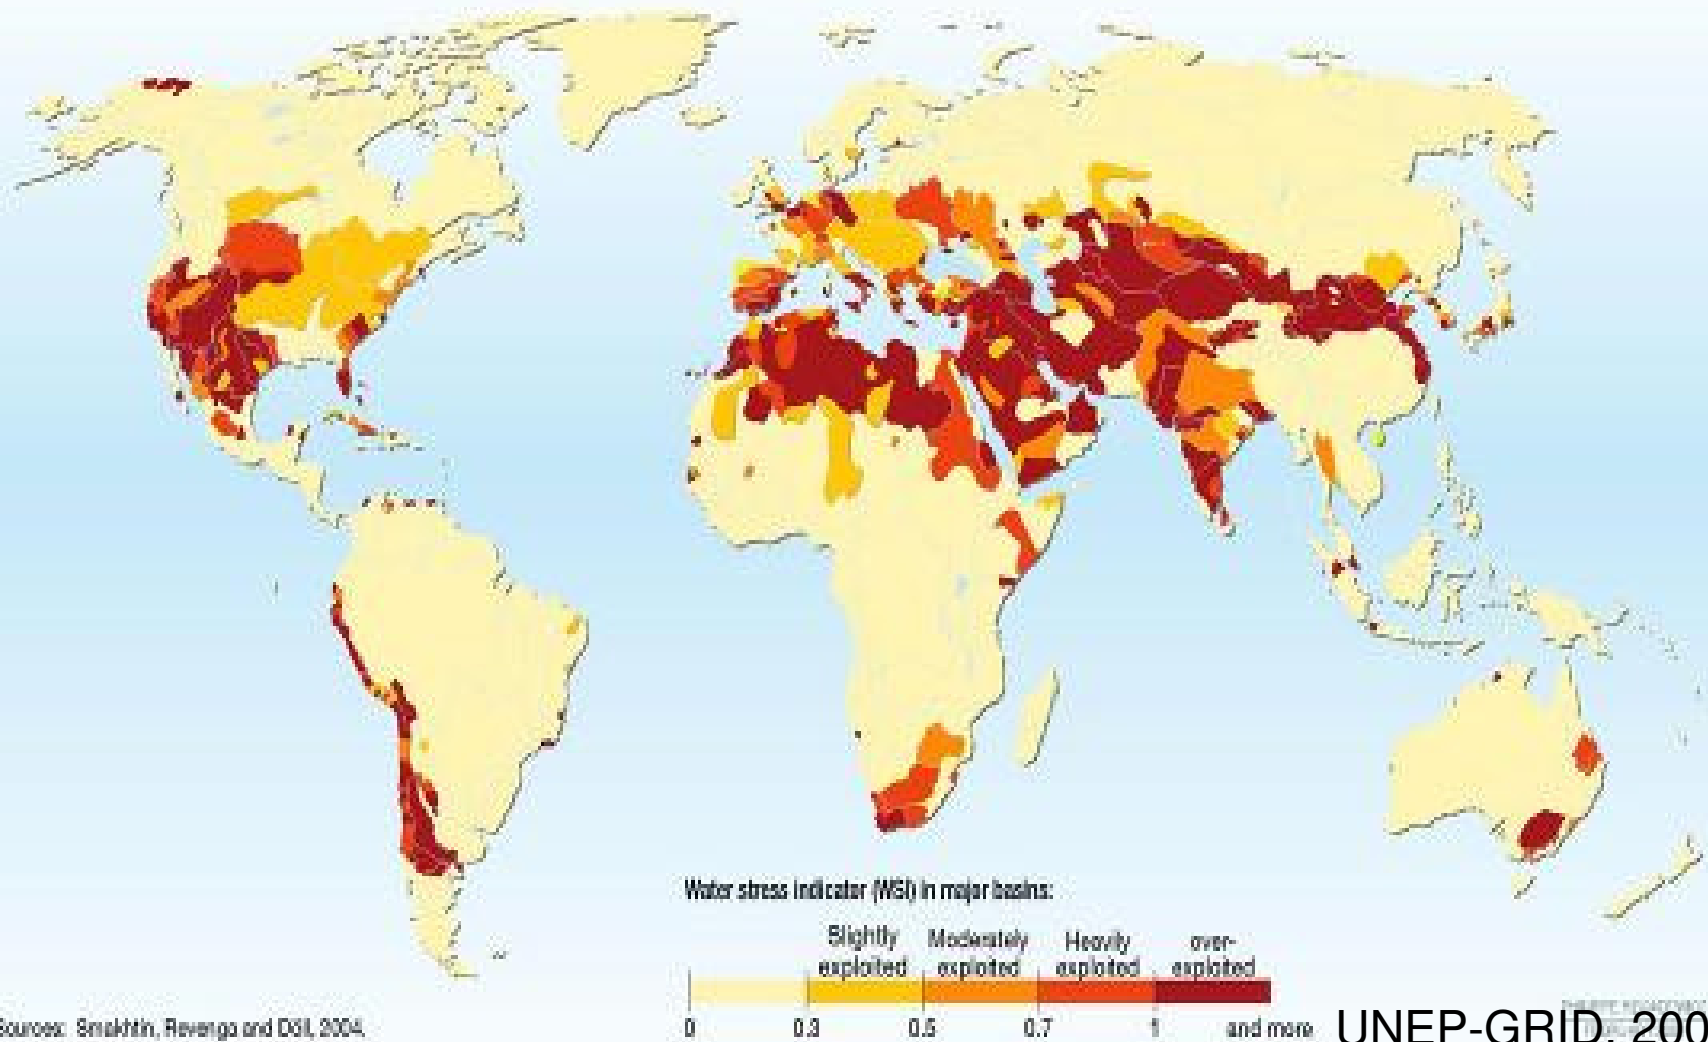 Water stress indicator (WSI) in major basins:
Slightly exploited
Moderately exploited
Heavily exploited
over-exploited
0 0.3 0.5 0.7 1 and more
Sources: Smakhtin, Revenga and Döll, 2004.
UNEP-GRID, 200